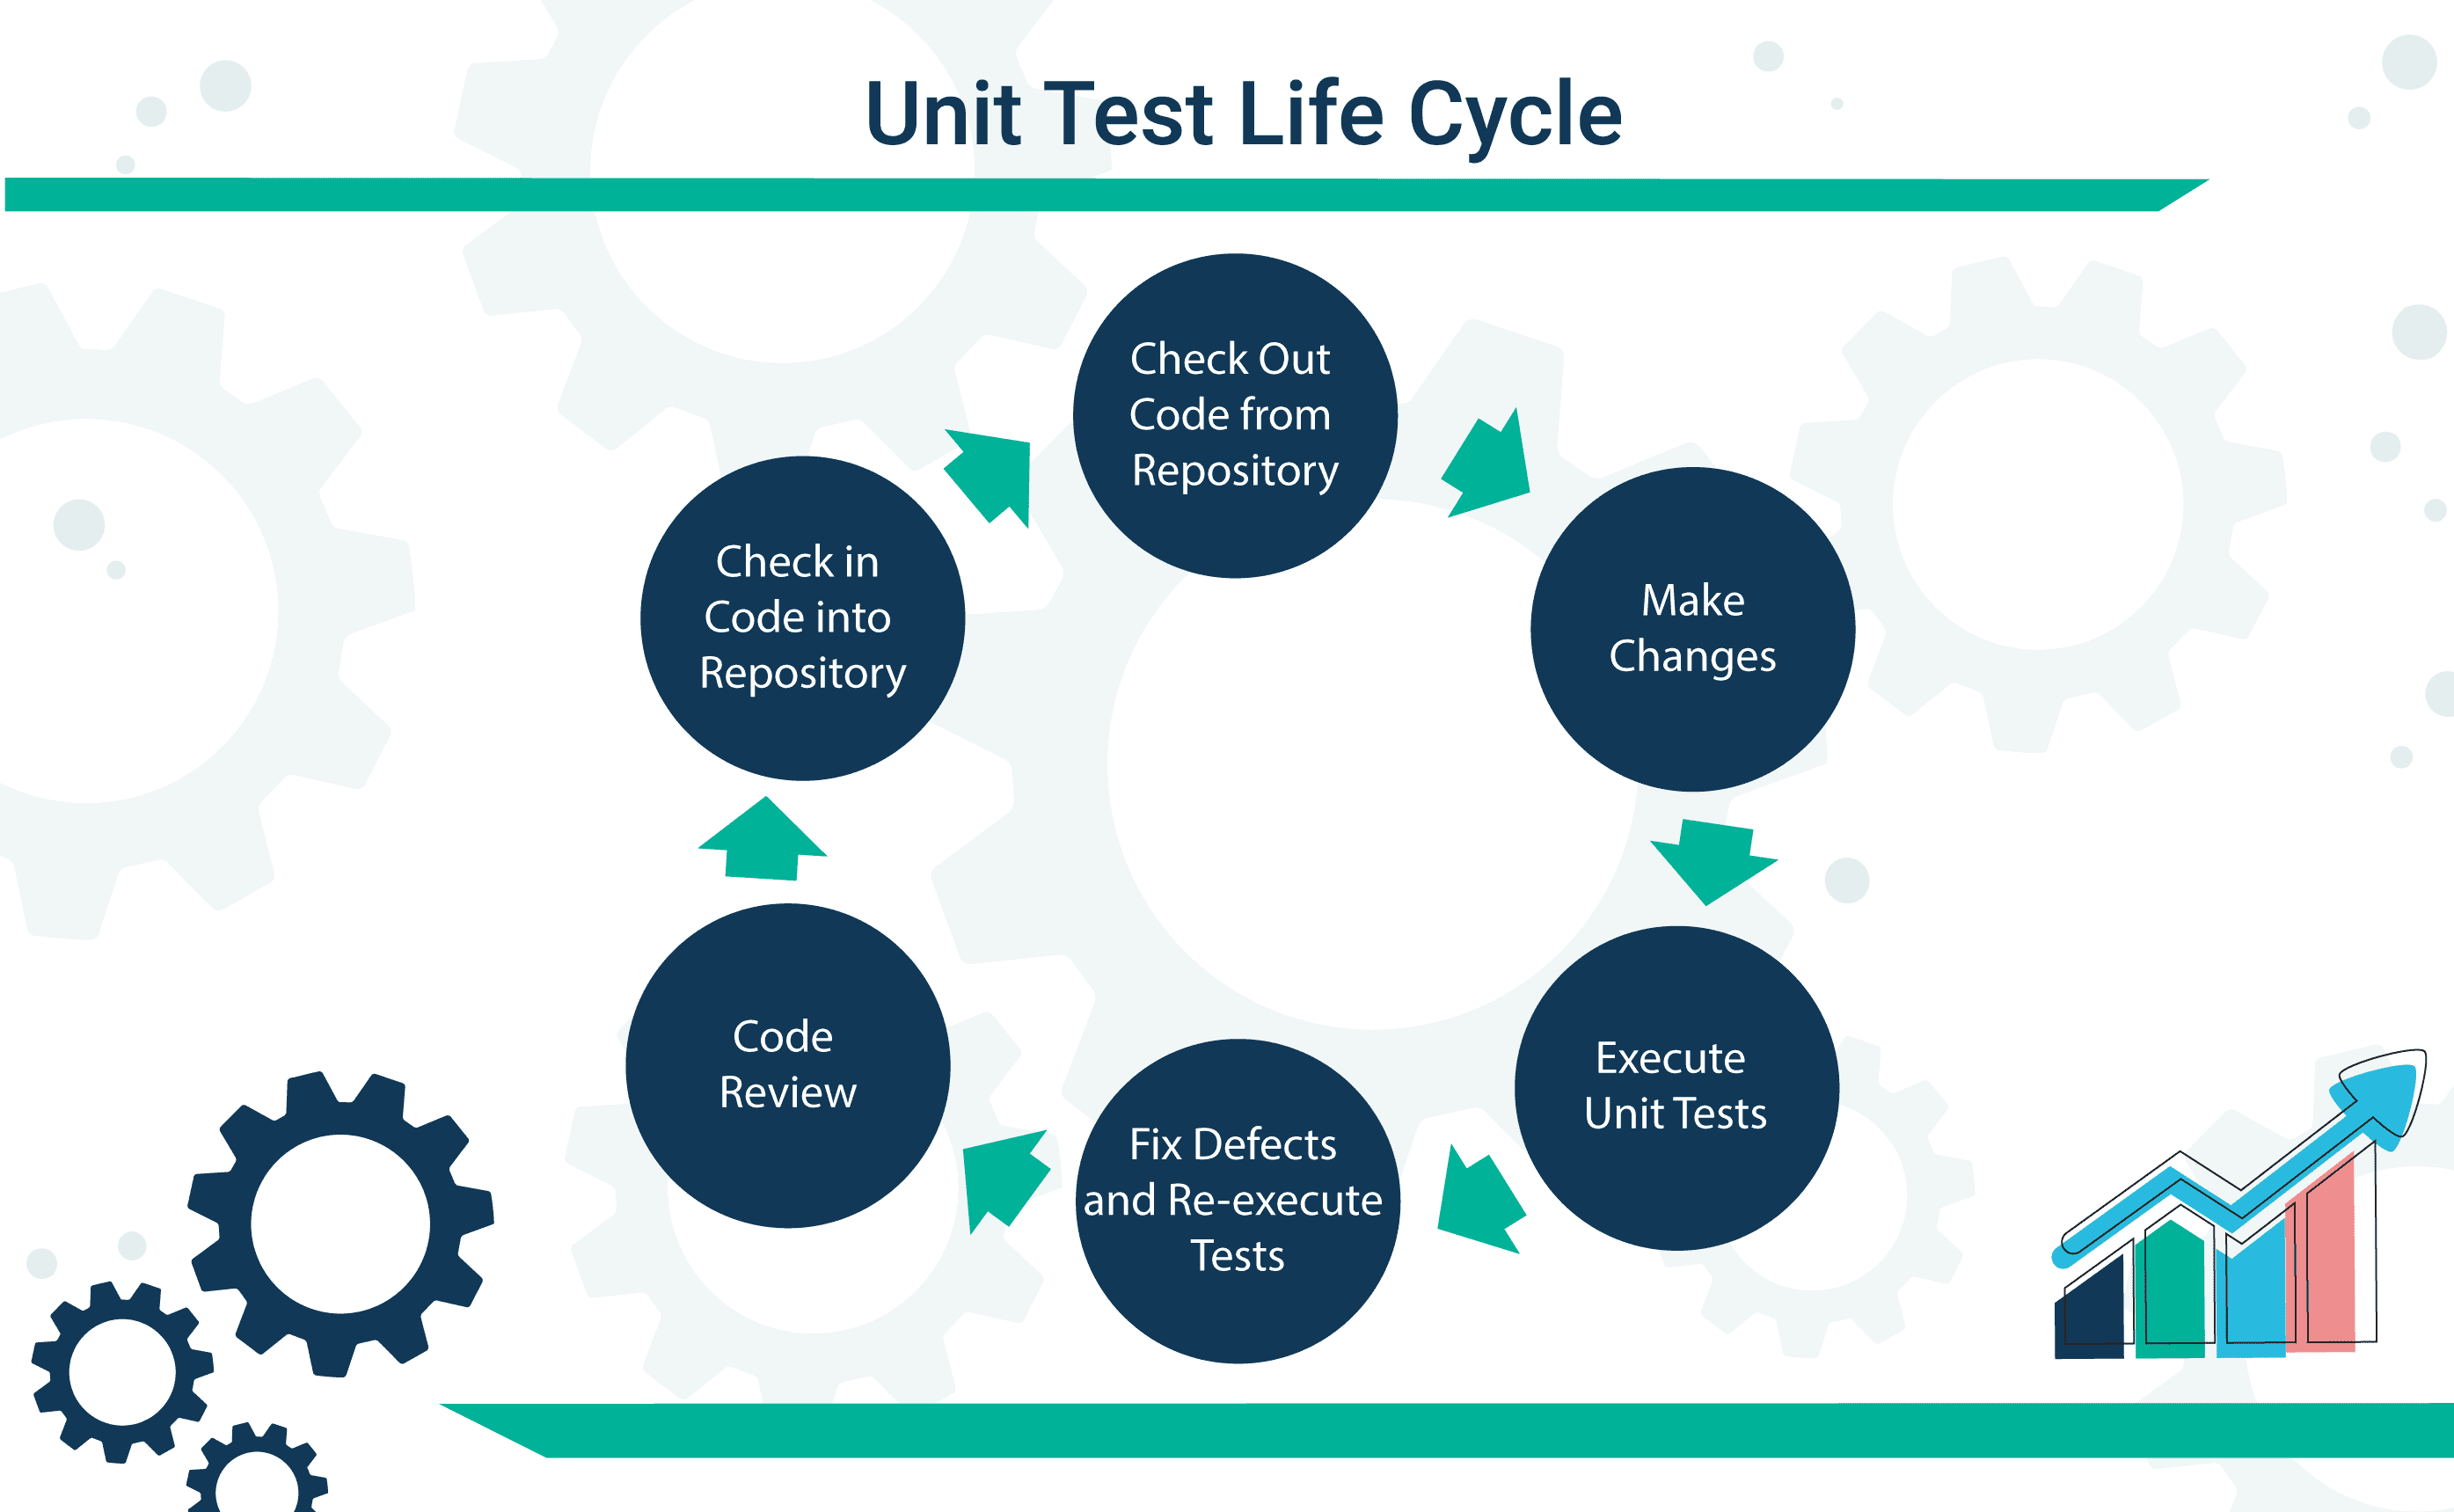 Unit Test Life Cycle
Check Out
Code from
Repository
Make
Changes
Execute
Unit Tests
Fix Defects
and Re-execute
Tests
Code
Review
Check in
Code into
Repository